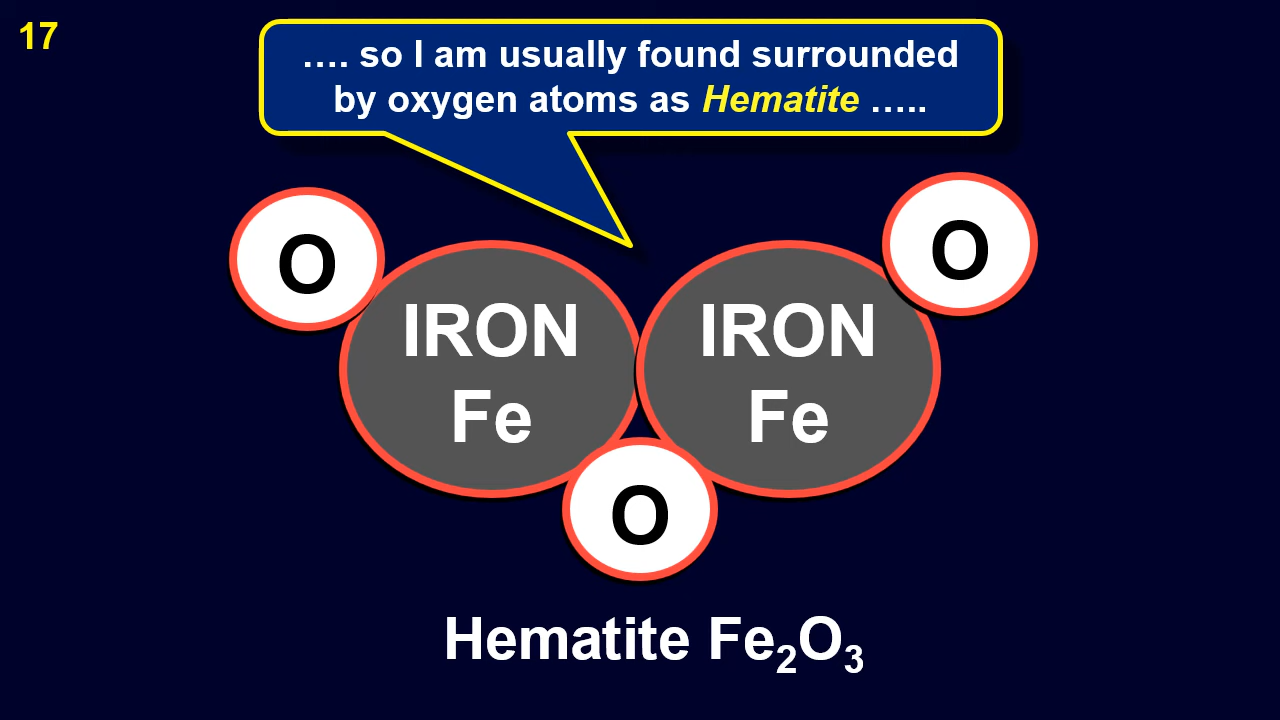 17
…. so I am usually found surrounded
by oxygen atoms as Hematite …..
O
O
IRON
Fe
IRON
Fe
O
Hematite Fe₂O₃